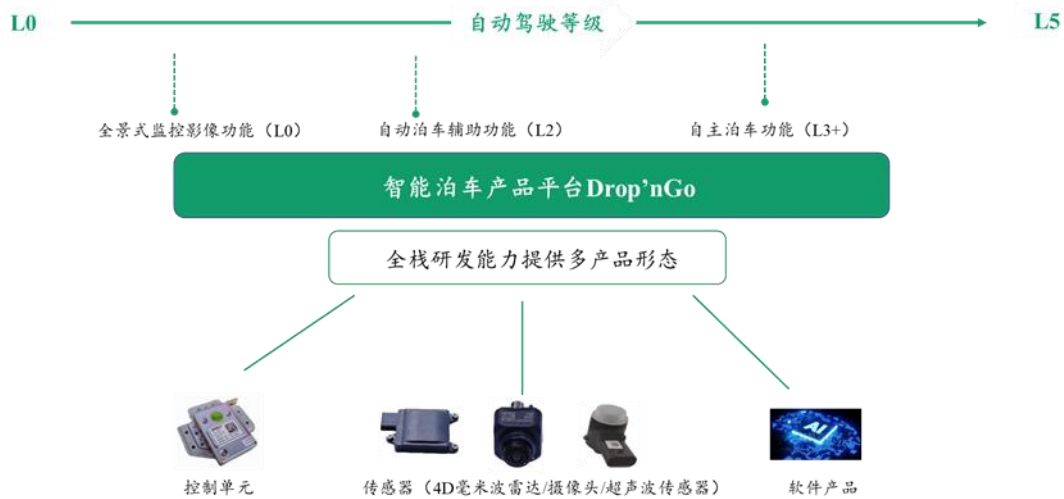 L0 自动驾驶等级 L5
全景式监控影像功能（L0） 自动泊车辅助功能（L2） 自主泊车功能（L3+）
智能泊车产品平台Drop’nGo
全栈研发能力提供多产品形态
AI
控制单元 传感器（4D毫米波雷达/摄像头/超声波传感器） 软件产品